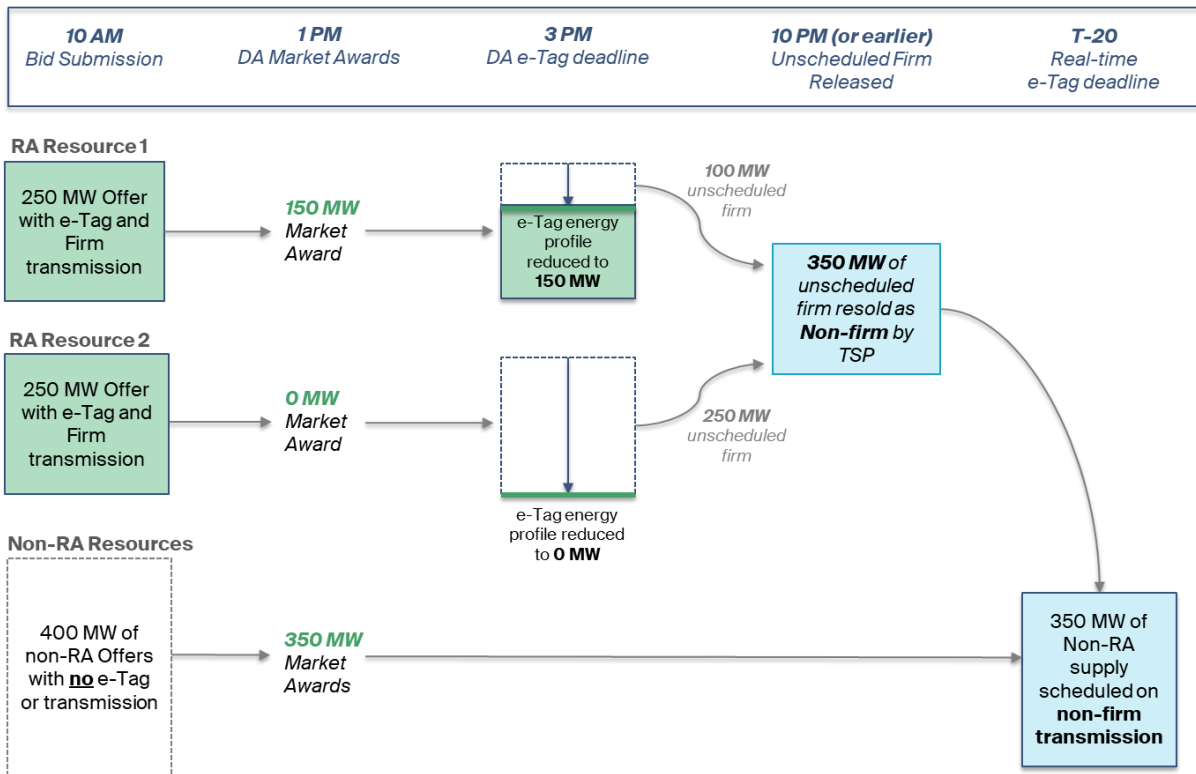 10 AM
Bid Submission
1 PM
DA Market Awards
3 PM
DA e-Tag deadline
10 PM (or earlier)
Unscheduled Firm
Released
T-20
Real-time
e-Tag deadline
RA Resource 1
250 MW Offer
with e-Tag and
Firm
transmission
150 MW
Market
Award
e-Tag energy
profile
reduced to
150 MW
100 MW
unscheduled
firm
350 MW of
unscheduled
firm resold as
Non-firm by
TSP
RA Resource 2
250 MW Offer
with e-Tag and
Firm
transmission
0 MW
Market
Award
e-Tag energy
profile reduced
to 0 MW
250 MW
unscheduled
firm
Non-RA Resources
400 MW of
non-RA Offers
with no e-Tag
or transmission
350 MW
Market
Awards
350 MW of
Non-RA
supply
scheduled on
non-firm
transmission